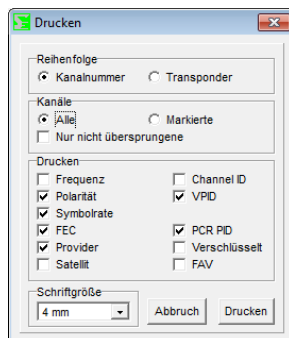 Drucken
Reihenfolge
Kanalnummer Transponder
Kanäle
Alle Markierte
Nur nicht übersprungene
Drucken
Frequenz Channel ID
Polarität VPID
Symbolrate
FEC PCR PID
Provider Verschlüsselt
Satellit FAV
Schriftgröße
4 mm Abbruch Drucken